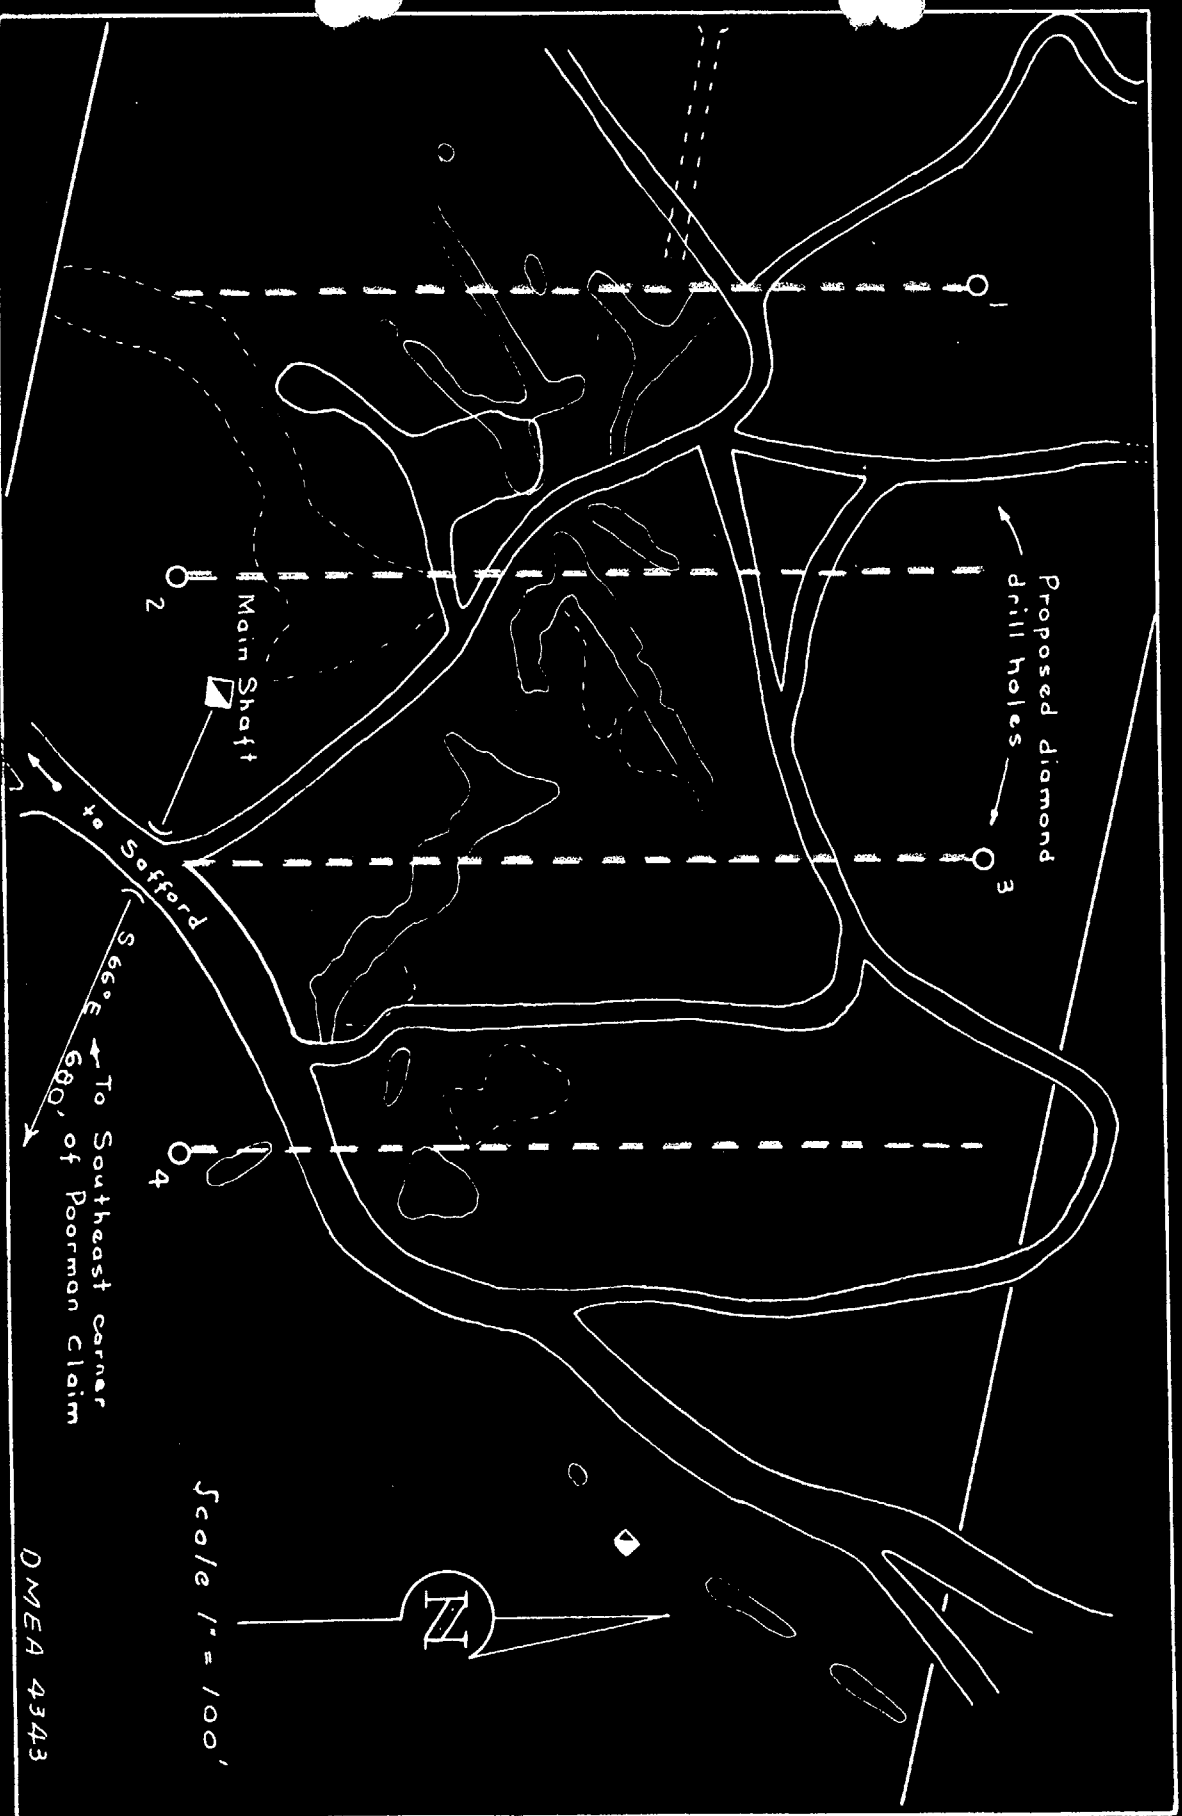 1
Proposed diamond
drill holes
2
Main Shaft
3
to Safford
S 66° E
← To Southeast corner
680' of Poorman Claim
4
N
Scale 1" = 100'
DMEA 4343